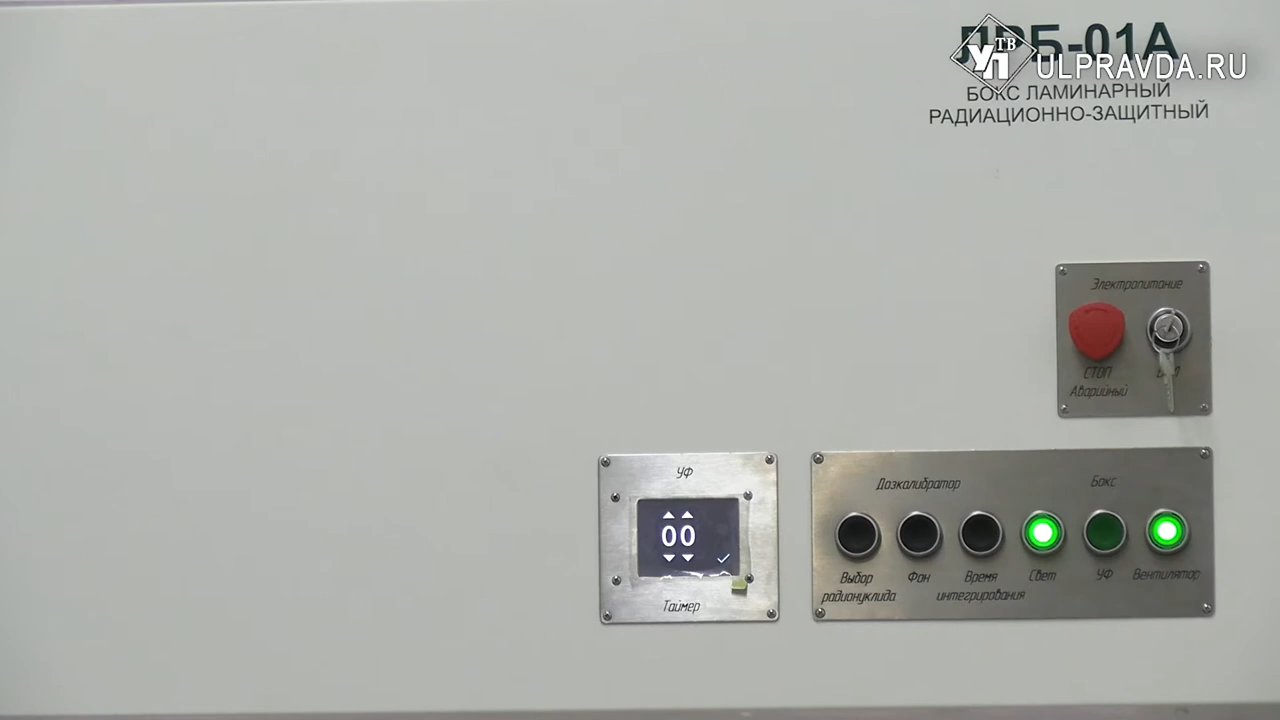 ЛРБ-01А
УП ТВ
ULPRAVDA.RU
БОКС ЛАМИНАРНЫЙ
РАДИАЦИОННО-ЗАЩИТНЫЙ
Электропитание
СТОП
Аварийный
УФ
00
Таймер
Дозкалибратор
Бокс
Выбор
радионуклида
Фон
Время
интегрирования
Свет
УФ
Вентилятор